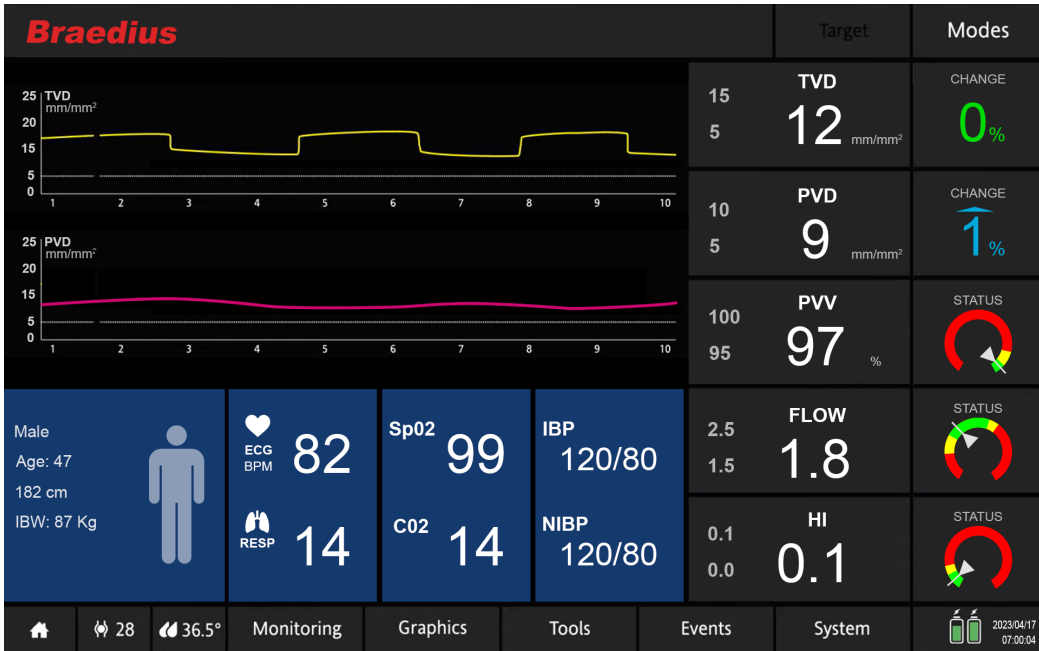 Braedius
Target
Modes
25 TVD
mm/mm²
20
15
5
0
1 2 3 4 5 6 7 8 9 10
25 PVD
mm/mm²
20
15
5
0
1 2 3 4 5 6 7 8 9 10
TVD
15
5
12 mm/mm²
CHANGE
0%
PVD
10
5
9 mm/mm²
CHANGE
1%
PVV
100
95
97 %
STATUS
FLOW
2.5
1.5
1.8
STATUS
HI
0.1
0.0
0.1
STATUS
Male
Age: 47
182 cm
IBW: 87 Kg
ECG
BPM
82
RESP
14
Sp02
99
C02
14
IBP
120/80
NIBP
120/80
28
36.5°
Monitoring
Graphics
Tools
Events
System
2023/04/17
07:00:04